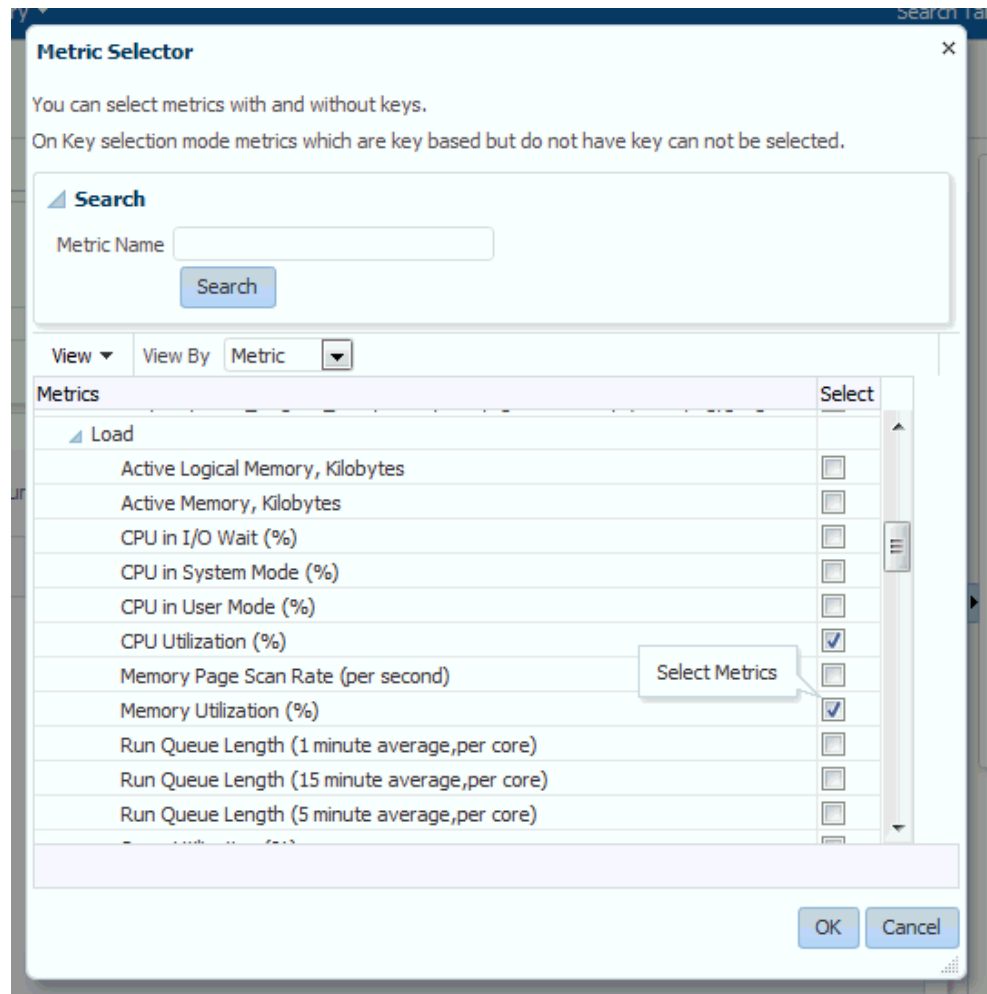 Search Ta
Metric Selector
You can select metrics with and without keys.
On Key selection mode metrics which are key based but do not have key can not be selected.
Search
Metric Name
Search
View View By Metric
Metrics Select
Load
Active Logical Memory, Kilobytes
Active Memory, Kilobytes
CPU in I/O Wait (%)
CPU in System Mode (%)
CPU in User Mode (%)
CPU Utilization (%)
Memory Page Scan Rate (per second)
Select Metrics
Memory Utilization (%)
Run Queue Length (1 minute average,per core)
Run Queue Length (15 minute average,per core)
Run Queue Length (5 minute average,per core)
OK Cancel